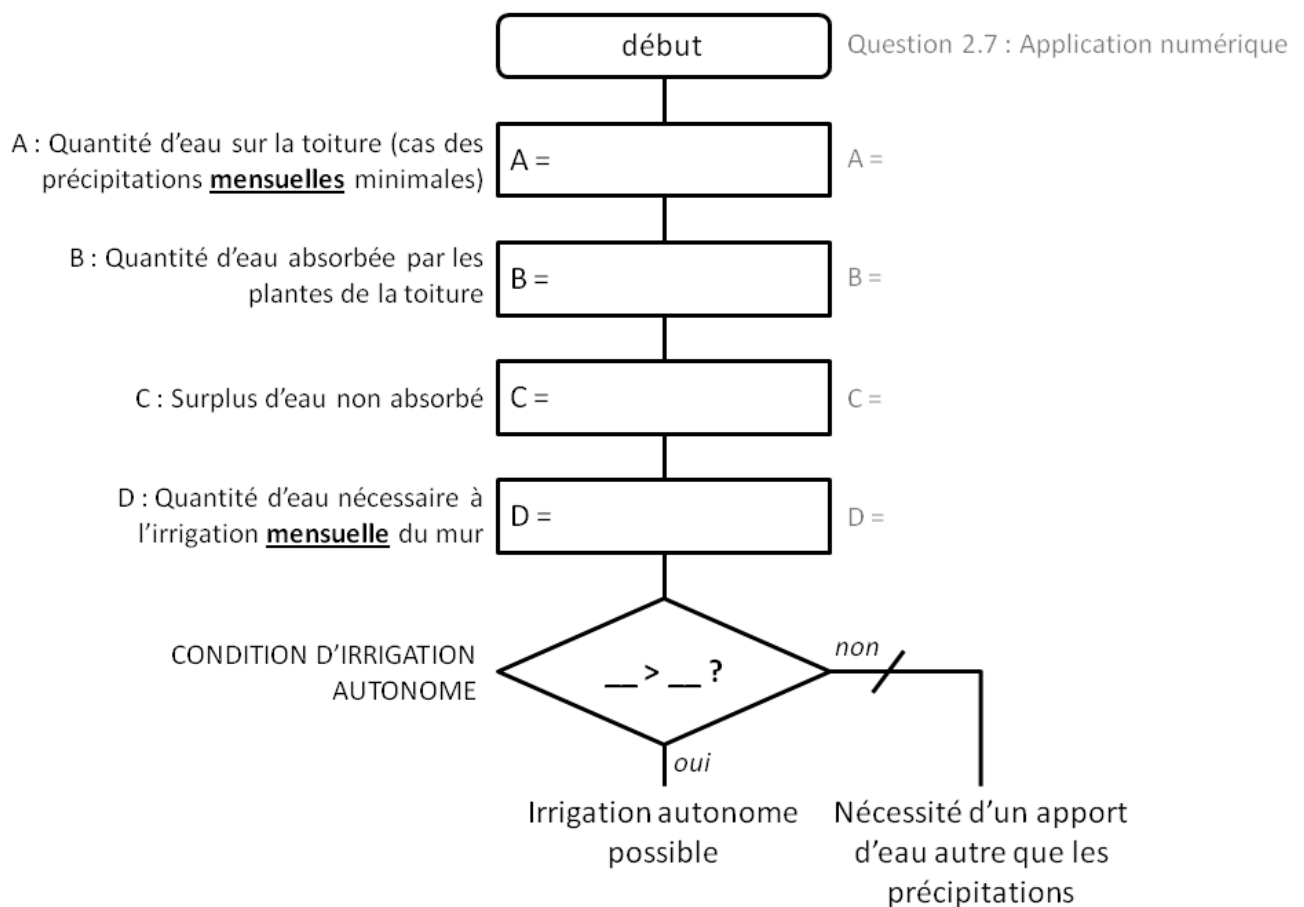 début
Question 2.7 : Application numérique
A : Quantité d’eau sur la toiture (cas des
précipitations mensuelles minimales)
A =
A =
B : Quantité d’eau absorbée par les
plantes de la toiture
B =
B =
C : Surplus d’eau non absorbé
C =
C =
D : Quantité d’eau nécessaire à
l’irrigation mensuelle du mur
D =
D =
CONDITION D’IRRIGATION
AUTONOME
__ > __ ?
non
oui
Irrigation autonome
possible
Nécessité d’un apport
d’eau autre que les
précipitations